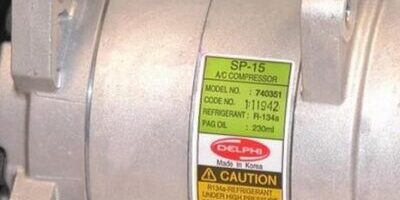 SP-15
A/C COMPRESSOR
MODEL NO. : 740351
CODE NO. : 111942
REFRIGERANT : R-134a
PAG OIL : 230ml
DELPHI
Made in Korea
CAUTION
R134a-REFRIGERANT
UNDER HIGH PRESSURE